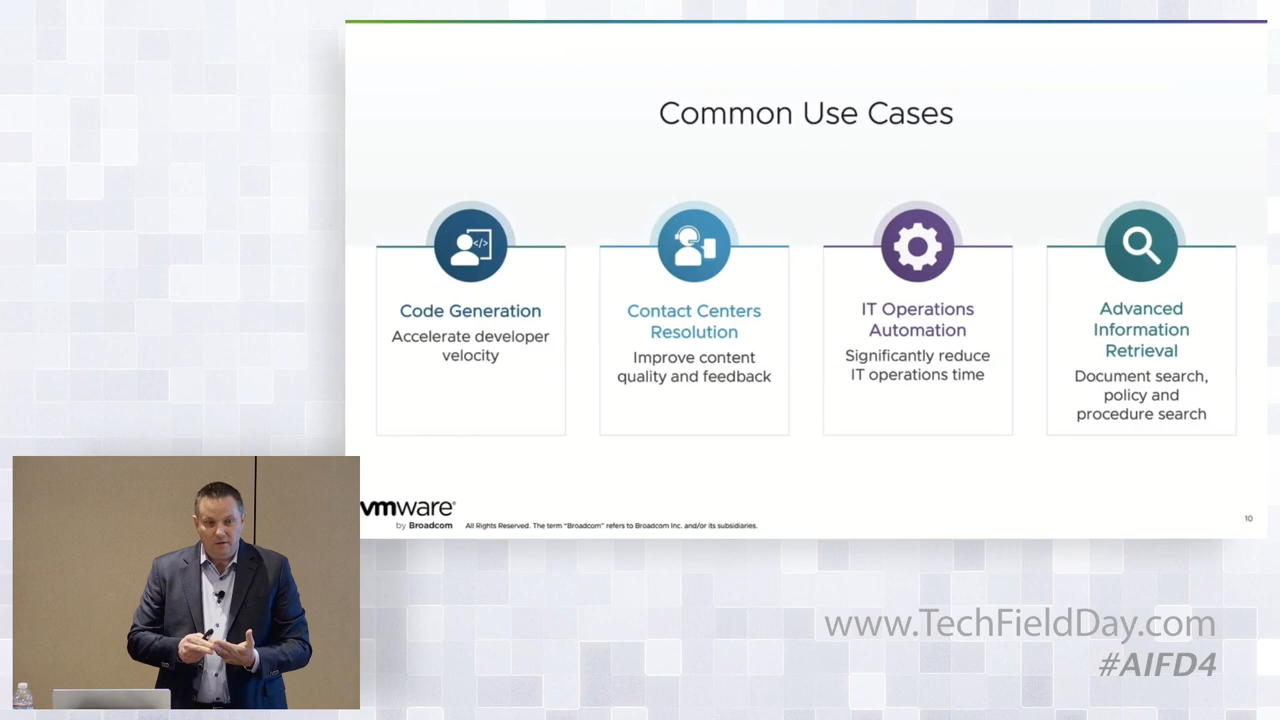 Common Use Cases
Code Generation
Accelerate developer
velocity
Contact Centers
Resolution
Improve content
quality and feedback
IT Operations
Automation
Significantly reduce
IT operations time
Advanced
Information
Retrieval
Document search,
policy and
procedure search
vmware®
by Broadcom
All Rights Reserved. The term “Broadcom” refers to Broadcom Inc. and/or its subsidiaries.
10
www.TechFieldDay.com
#AIFD4